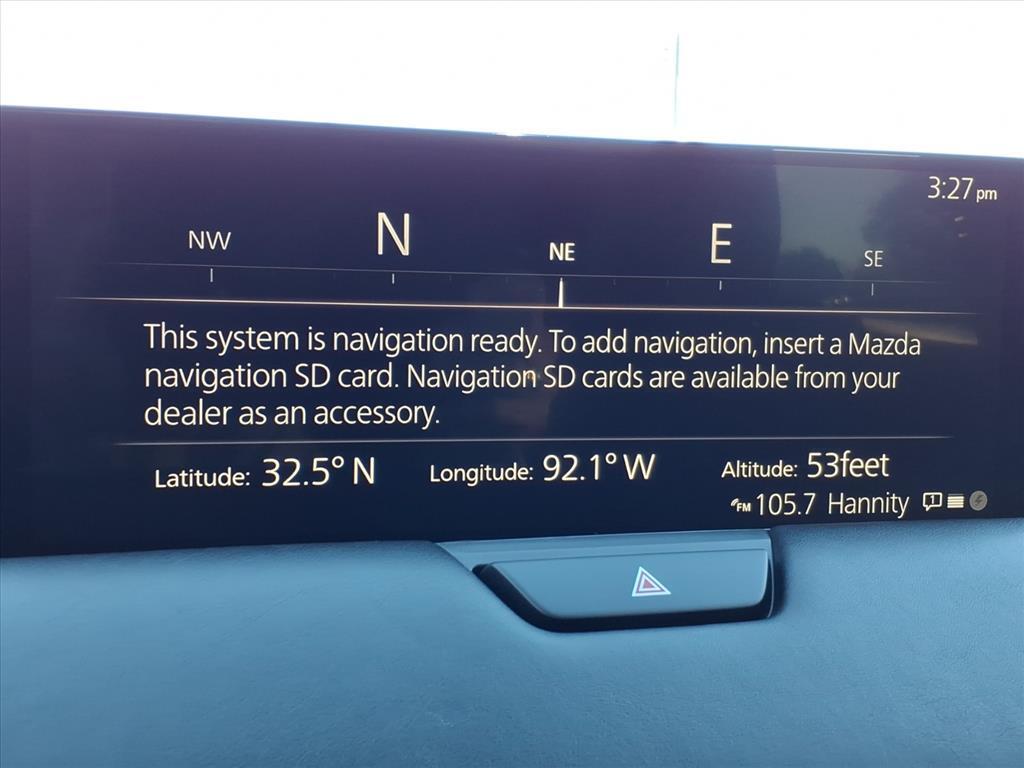 3:27 pm
NW N NE E SE
This system is navigation ready. To add navigation, insert a Mazda
navigation SD card. Navigation SD cards are available from your
dealer as an accessory.
Latitude: 32.5° N Longitude: 92.1° W Altitude: 53feet
FM 105.7 Hannity 1